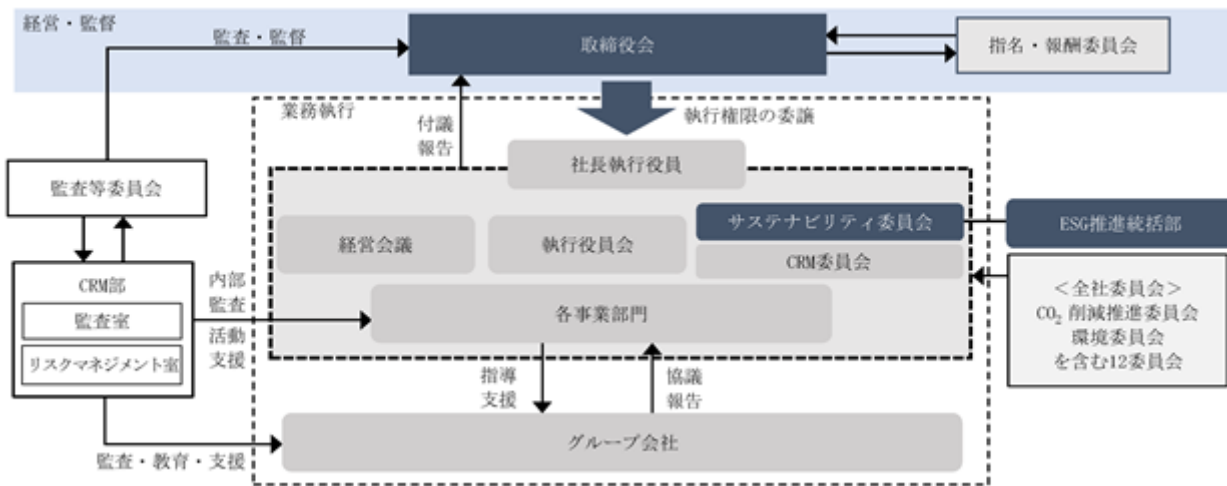 経営・監督
監査・監督
取締役会
指名・報酬委員会
業務執行
付議
報告
執行権限の委譲
社長執行役員
監査等委員会
経営会議
執行役員会
サステナビリティ委員会
ESG推進統括部
CRM委員会
CRM部
監査室
リスクマネジメント室
内部
監査
活動
支援
各事業部門
＜全社委員会＞
CO₂削減推進委員会
環境委員会
を含む12委員会
指導
支援
協議
報告
グループ会社
監査・教育・支援